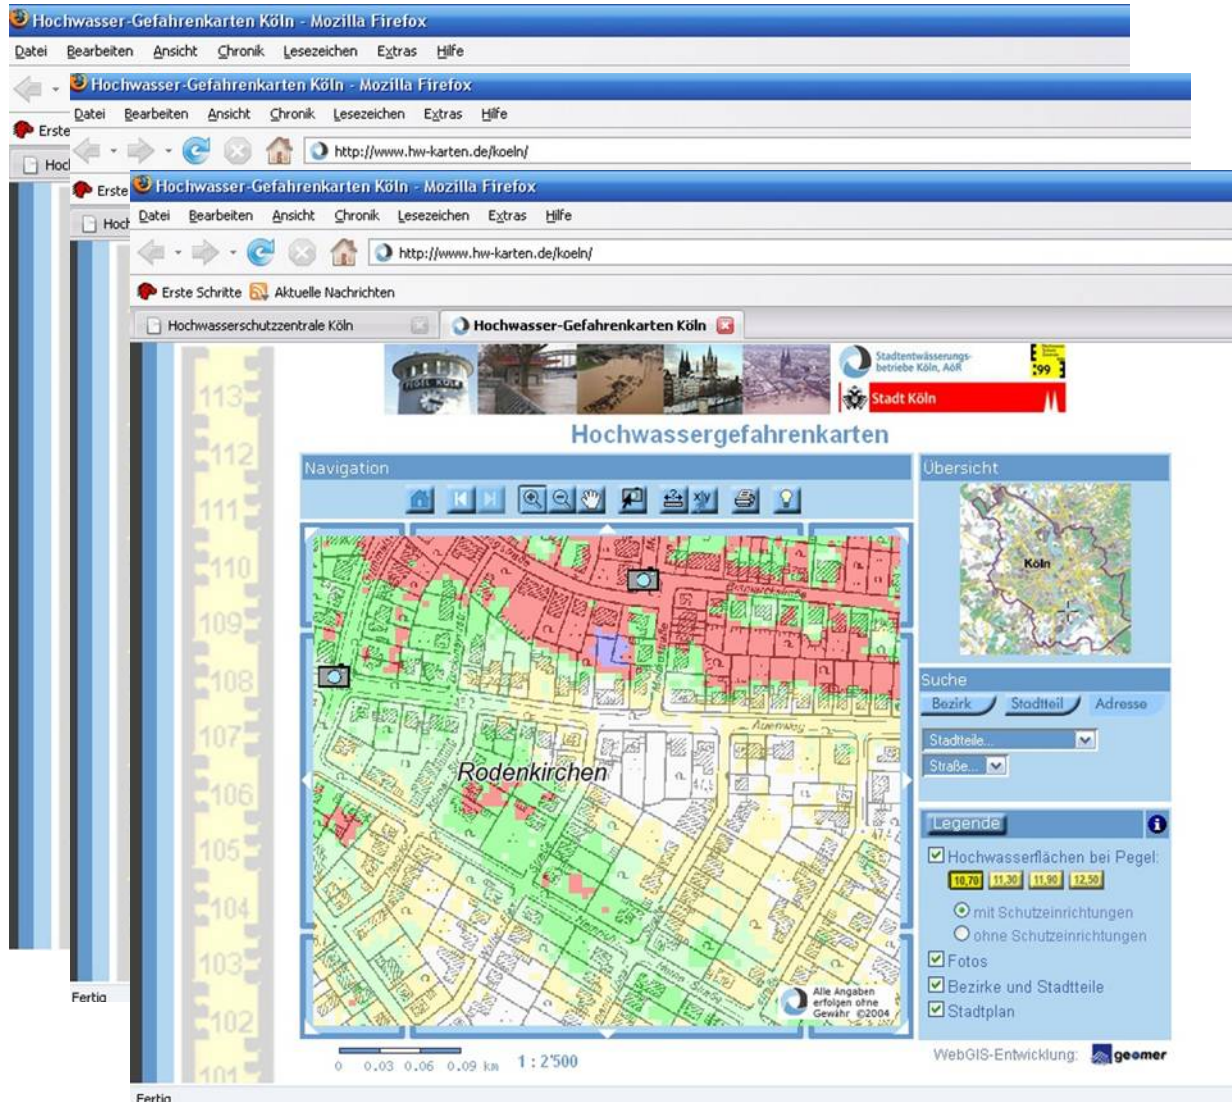 Hochwasser-Gefahrenkarten Köln - Mozilla Firefox
Datei Bearbeiten Ansicht Chronik Lesezeichen Extras Hilfe
Hochwasser-Gefahrenkarten Köln - Mozilla Firefox
Datei Bearbeiten Ansicht Chronik Lesezeichen Extras Hilfe
Erste
http://www.hw-karten.de/koeln/
Hoc
Erste
Hoch
Hochwasser-Gefahrenkarten Köln - Mozilla Firefox
Datei Bearbeiten Ansicht Chronik Lesezeichen Extras Hilfe
http://www.hw-karten.de/koeln/
Erste Schritte Aktuelle Nachrichten
Hochwasserschutzzentrale Köln Hochwasser-Gefahrenkarten Köln
PEGEL KÖLN
Stadtentwässerungs-
betriebe Köln, AöR
:99
Stadt Köln
Hochwassergefahrenkarten
Navigation
x|y
Übersicht
Köln
Suche
Bezirk Stadtteil Adresse
Stadtteile...
Straße...
Auenweg
Rodenkirchen
Legende
Hochwasserflächen bei Pegel:
10,70 11,30 11,90 12,50
mit Schutzeinrichtungen
ohne Schutzeinrichtungen
Fotos
Bezirke und Stadtteile
Stadtplan
Alle Angaben
erfolgen ohne
Gewähr ©2004
WebGIS-Entwicklung: geomer
0 0.03 0.06 0.09 km 1 : 2'500
113
112
111
110
109
108
107
106
105
104
103
102
101
Fertig
Fertig